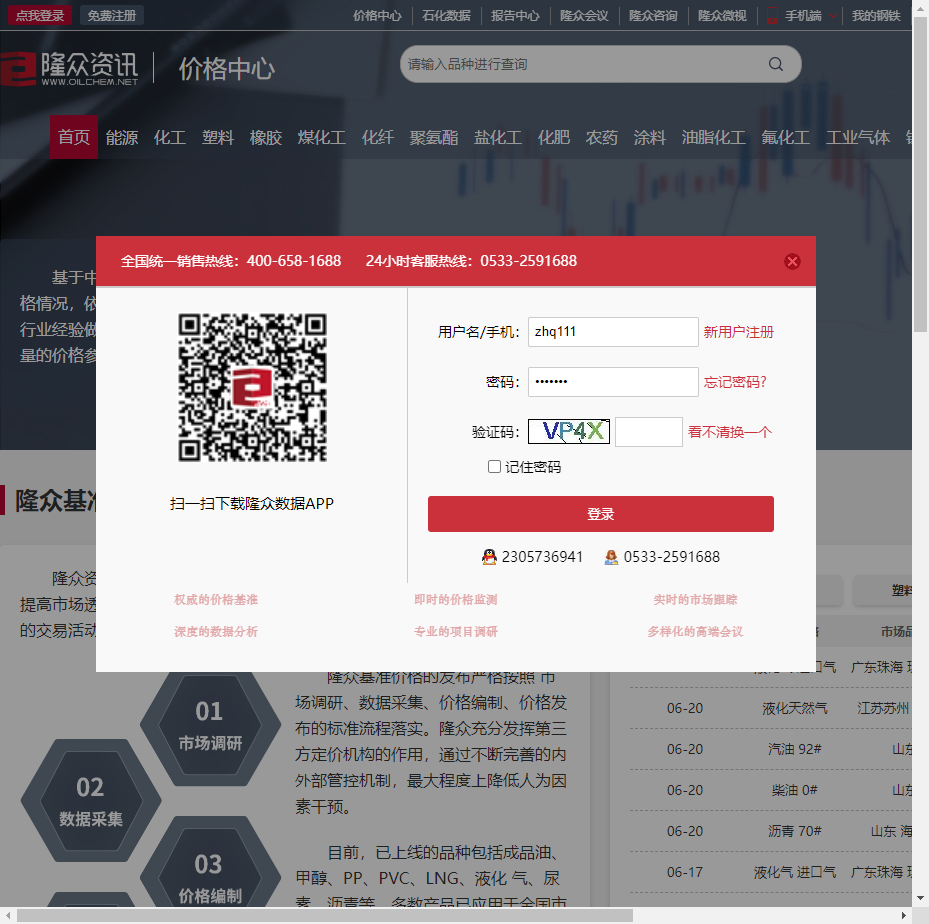 点我登录 免费注册 价格中心 石化数据 报告中心 隆众会议 隆众咨询 隆众微视 手机端 我的钢铁
隆众资讯 价格中心 请输入品种进行查询
WWW.OILCHEM.NET
首页 能源 化工 塑料 橡胶 煤化工 化纤 聚氨酯 盐化工 化肥 农药 涂料 油脂化工 氟化工 工业气体
全国统一销售热线：400-658-1688 24小时客服热线：0533-2591688
基于中
格情况，依
行业经验做
量的价格参
用户名/手机： zhq111 新用户注册
密码： ••••••• 忘记密码?
验证码： VP4X 看不清换一个
记住密码
扫一扫下载隆众数据APP
登录
2305736941 0533-2591688
权威的价格基准 即时的价格监测 实时的市场跟踪
深度的数据分析 专业的项目调研 多样化的高端会议
隆众基准
隆众资
提高市场透
的交易活动
塑料
市场品
隆众基准价格的发布严格按照 市
场调研、数据采集、价格编制、价格发
布的标准流程落实。隆众充分发挥第三
方定价机构的作用，通过不断完善的内
外部管控机制，最大程度上降低人为因
素干预。
目前，已上线的品种包括成品油、
甲醇、PP、PVC、LNG、液化 气、尿
素、沥青等，多数产品已应用于全国市
01
市场调研
02
数据采集
03
价格编制
广东珠海
06-20 液化天然气 江苏苏州
06-20 汽油 92# 山东
06-20 柴油 0# 山东
06-20 沥青 70# 山东 海
06-17 液化气 进口气 广东珠海